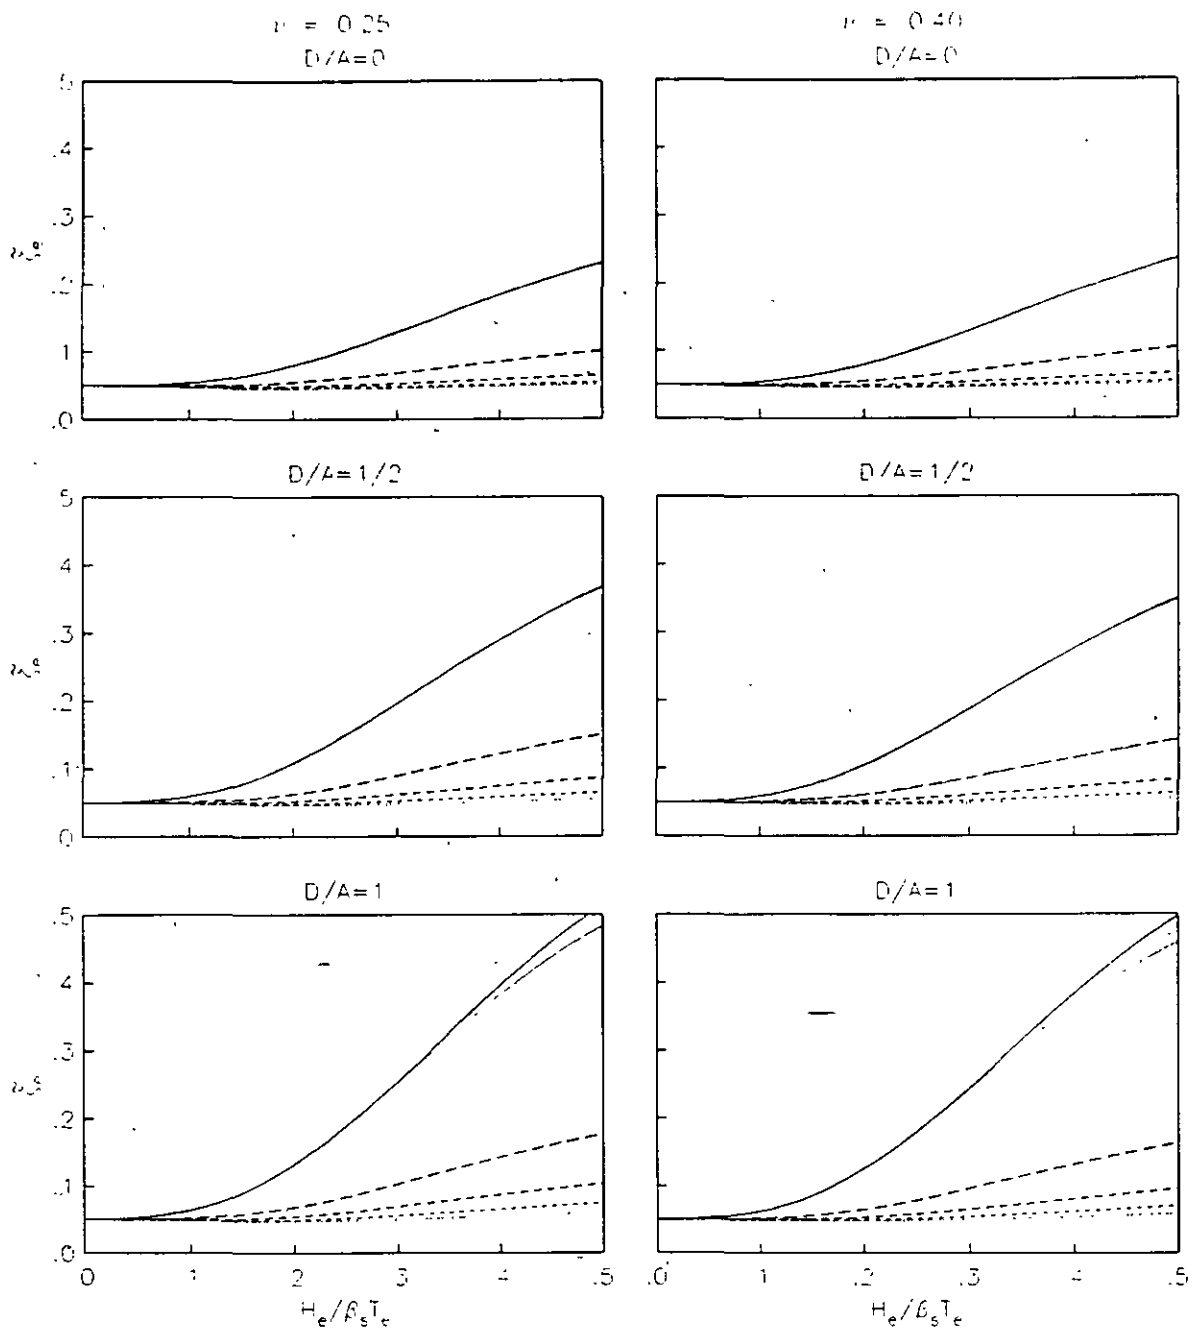 ν = 0.25
ν = 0.40
D/A=0
D/A=0
.5
.4
.3
.2
.1
.0
D/A=1/2
D/A=1/2
.5
.4
.3
.2
.1
.0
D/A=1
D/A=1
.5
.4
.3
.2
.1
.0
.0 .1 .2 .3 .4 .5
.0 .1 .2 .3 .4 .5
H_e/β_sT_e
H_e/β_sT_e